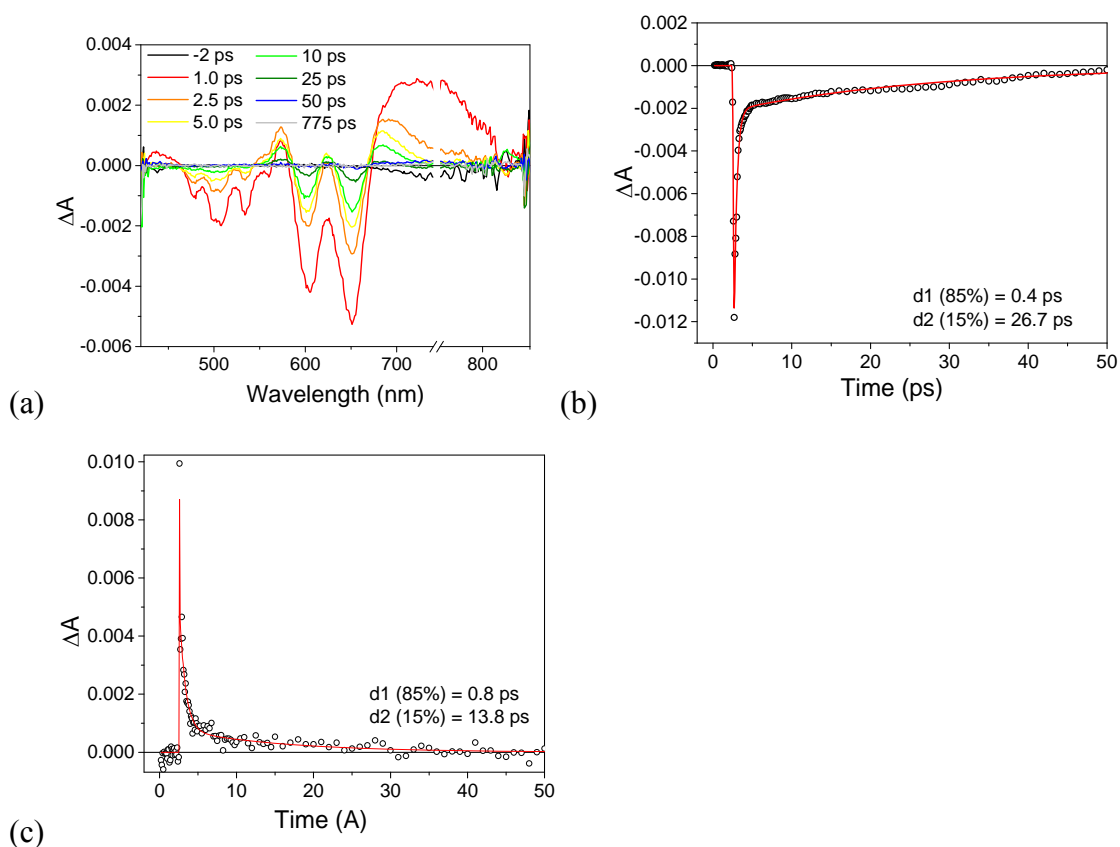 0.004
0.002
0.000
-0.002
-0.004
-0.006
ΔA
-2 ps
1.0 ps
2.5 ps
5.0 ps
10 ps
25 ps
50 ps
775 ps
500 600 700 800
Wavelength (nm)
(a)
0.000
-0.002
-0.004
-0.006
-0.008
-0.010
-0.012
ΔA
d1 (85%) = 0.4 ps
d2 (15%) = 26.7 ps
0 10 20 30 40 50
Time (ps)
(b)
0.010
0.008
0.006
0.004
0.002
0.000
ΔA
d1 (85%) = 0.8 ps
d2 (15%) = 13.8 ps
0 10 20 30 40 50
Time (A)
(c)